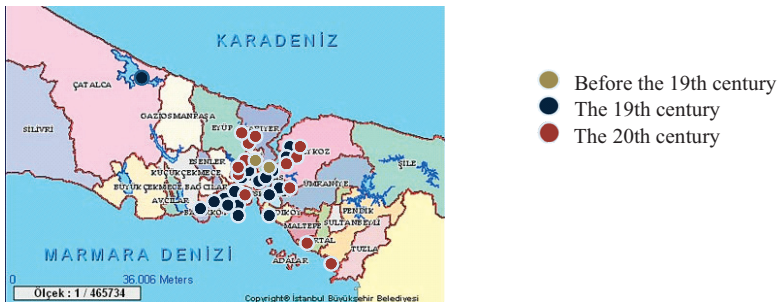 KARADENİZ
ÇATALCA
GAZİOSMANPAŞA
SİLİVRİ
EYÜP
ŞİLE
ESENLER
KÜÇÜKÇEKMECE
ÜMRANİYE
BÜYÜKÇEKMECE
BAĞCILAR
AVCILAR
PENDİK
SULTANBEYLİ
MALTEPE
TUZLA
ADALAR
MARMARA DENİZİ
0 36.006 Meters
Ölçek : 1 / 465734
Copyright® İstanbul Büyükşehir Belediyesi
Before the 19th century
The 19th century
The 20th century